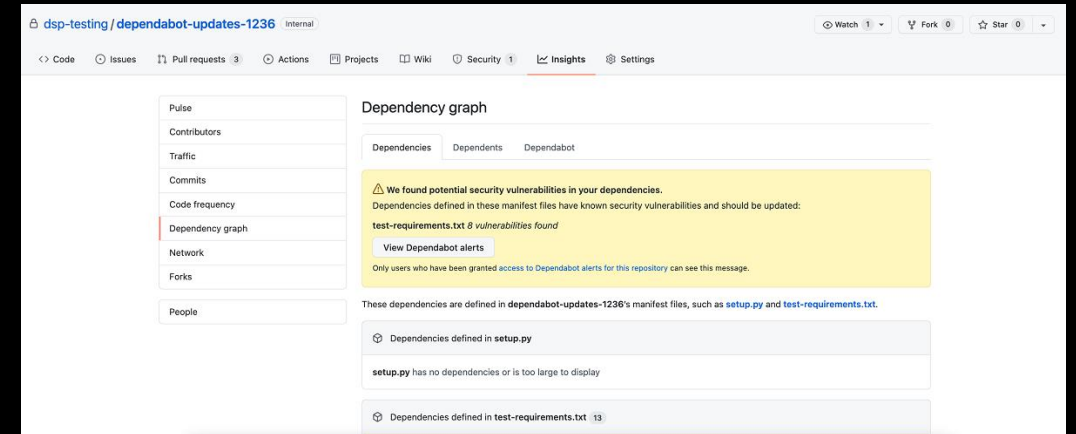 dsp-testing / dependabot-updates-1236 Internal
Watch 1 Fork 0 Star 0
<> Code Issues Pull requests 3 Actions Projects Wiki Security 1 Insights Settings
Pulse
Contributors
Traffic
Commits
Code frequency
Dependency graph
Network
Forks
People
Dependency graph
Dependencies Dependents Dependabot
We found potential security vulnerabilities in your dependencies.
Dependencies defined in these manifest files have known security vulnerabilities and should be updated:
test-requirements.txt 8 vulnerabilities found
View Dependabot alerts
Only users who have been granted access to Dependabot alerts for this repository can see this message.
These dependencies are defined in dependabot-updates-1236's manifest files, such as setup.py and test-requirements.txt.
Dependencies defined in setup.py
setup.py has no dependencies or is too large to display
Dependencies defined in test-requirements.txt 13